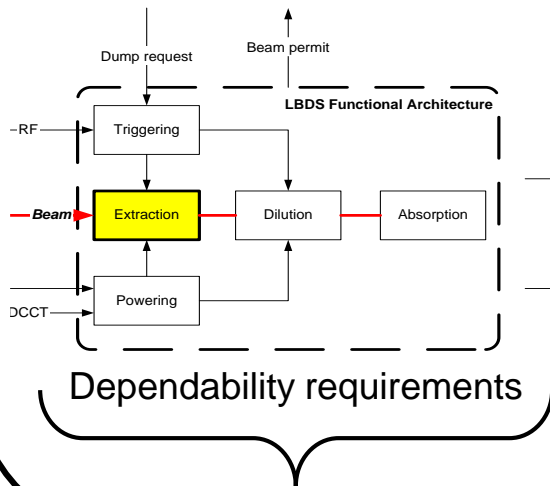 Dump request
Beam permit
LBDS Functional Architecture
RF
Triggering
Beam
Extraction
Dilution
Absorption
Powering
DCCT
Dependability requirements